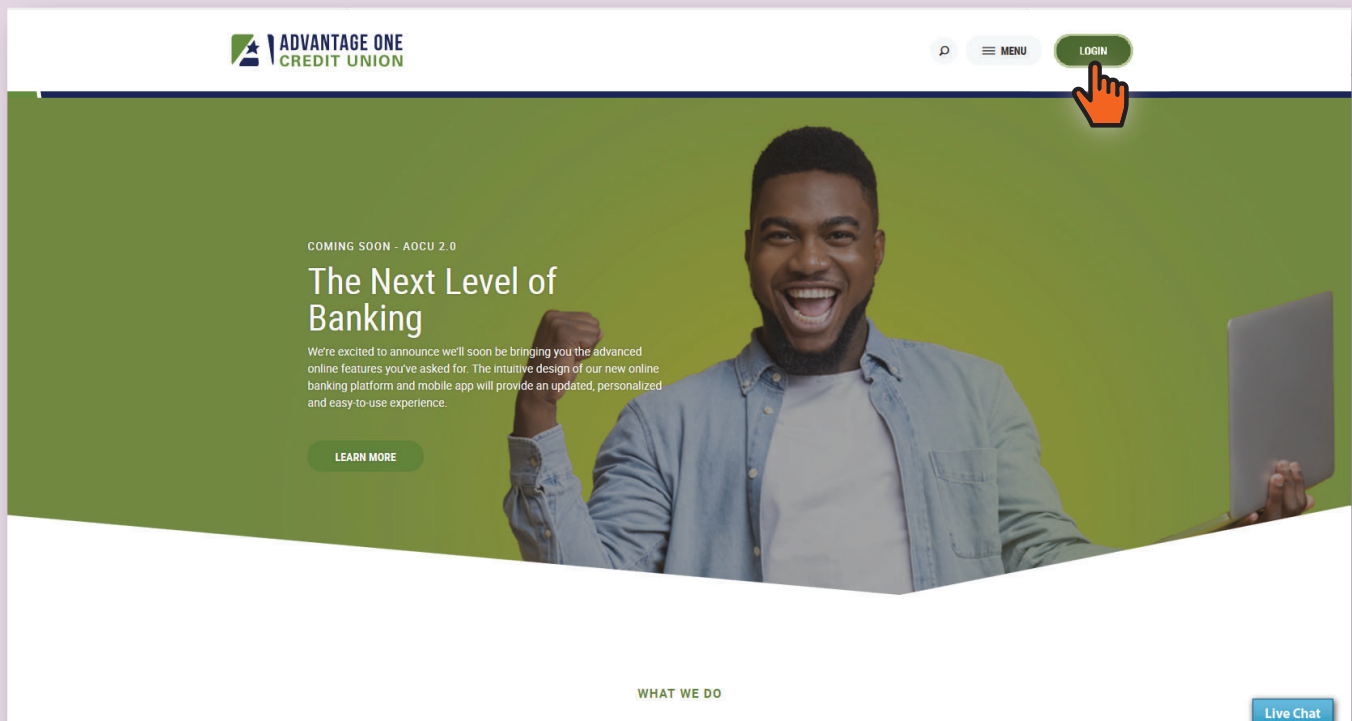 ADVANTAGE ONE
CREDIT UNION
MENU
LOGIN
COMING SOON - AOCU 2.0
The Next Level of
Banking
We're excited to announce we'll soon be bringing you the advanced
online features you've asked for. The intuitive design of our new online
banking platform and mobile app will provide an updated, personalized
and easy-to-use experience.
LEARN MORE
WHAT WE DO
Live Chat